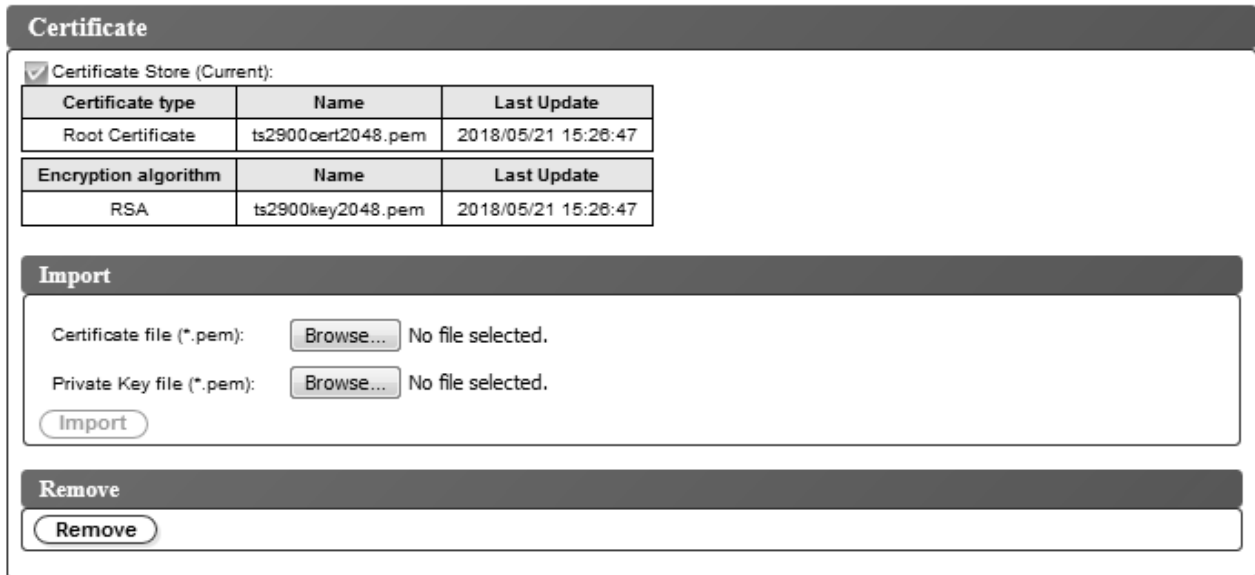 Certificate
Certificate Store (Current):
Certificate type Name Last Update
Root Certificate ts2900cert2048.pem 2018/05/21 15:26:47
Encryption algorithm Name Last Update
RSA ts2900key2048.pem 2018/05/21 15:26:47
Import
Certificate file (*.pem): Browse... No file selected.
Private Key file (*.pem): Browse... No file selected.
Import
Remove
Remove